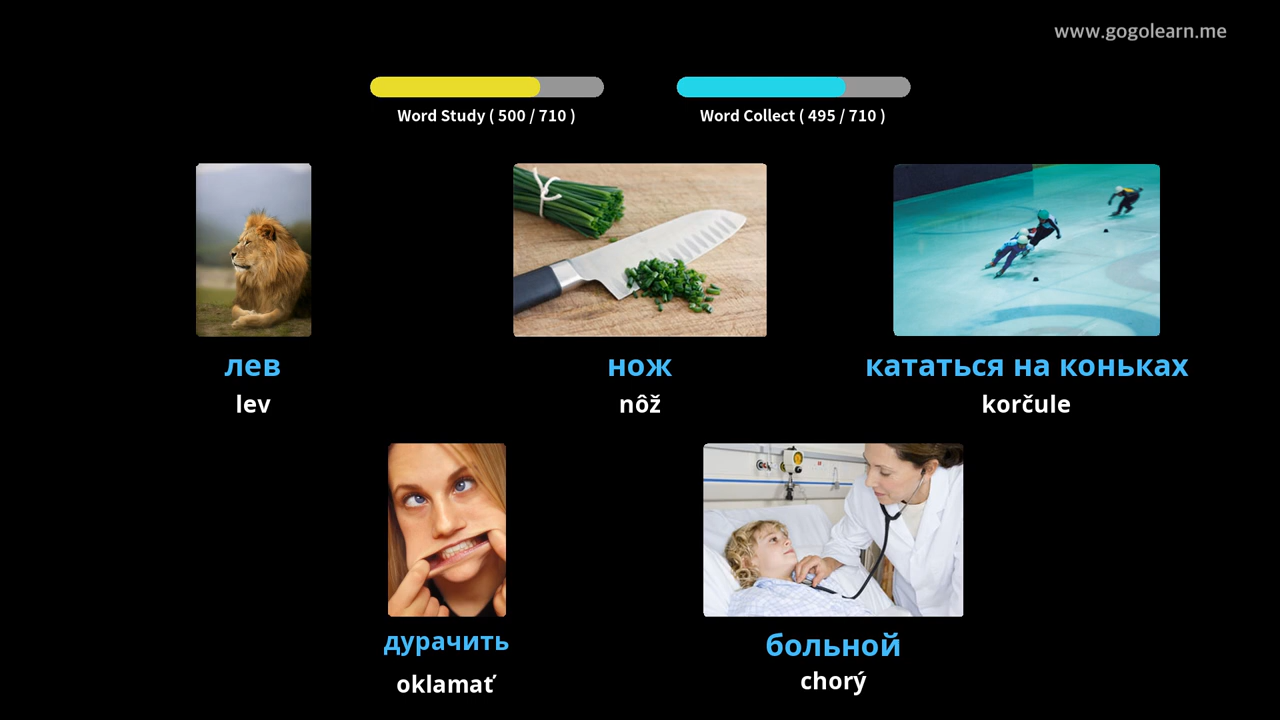 www.gogolearn.me
Word Study ( 500 / 710 )
Word Collect ( 495 / 710 )
лев
нож
кататься на коньках
lev
nôž
korčule
дурачить
больной
oklamať
chorý